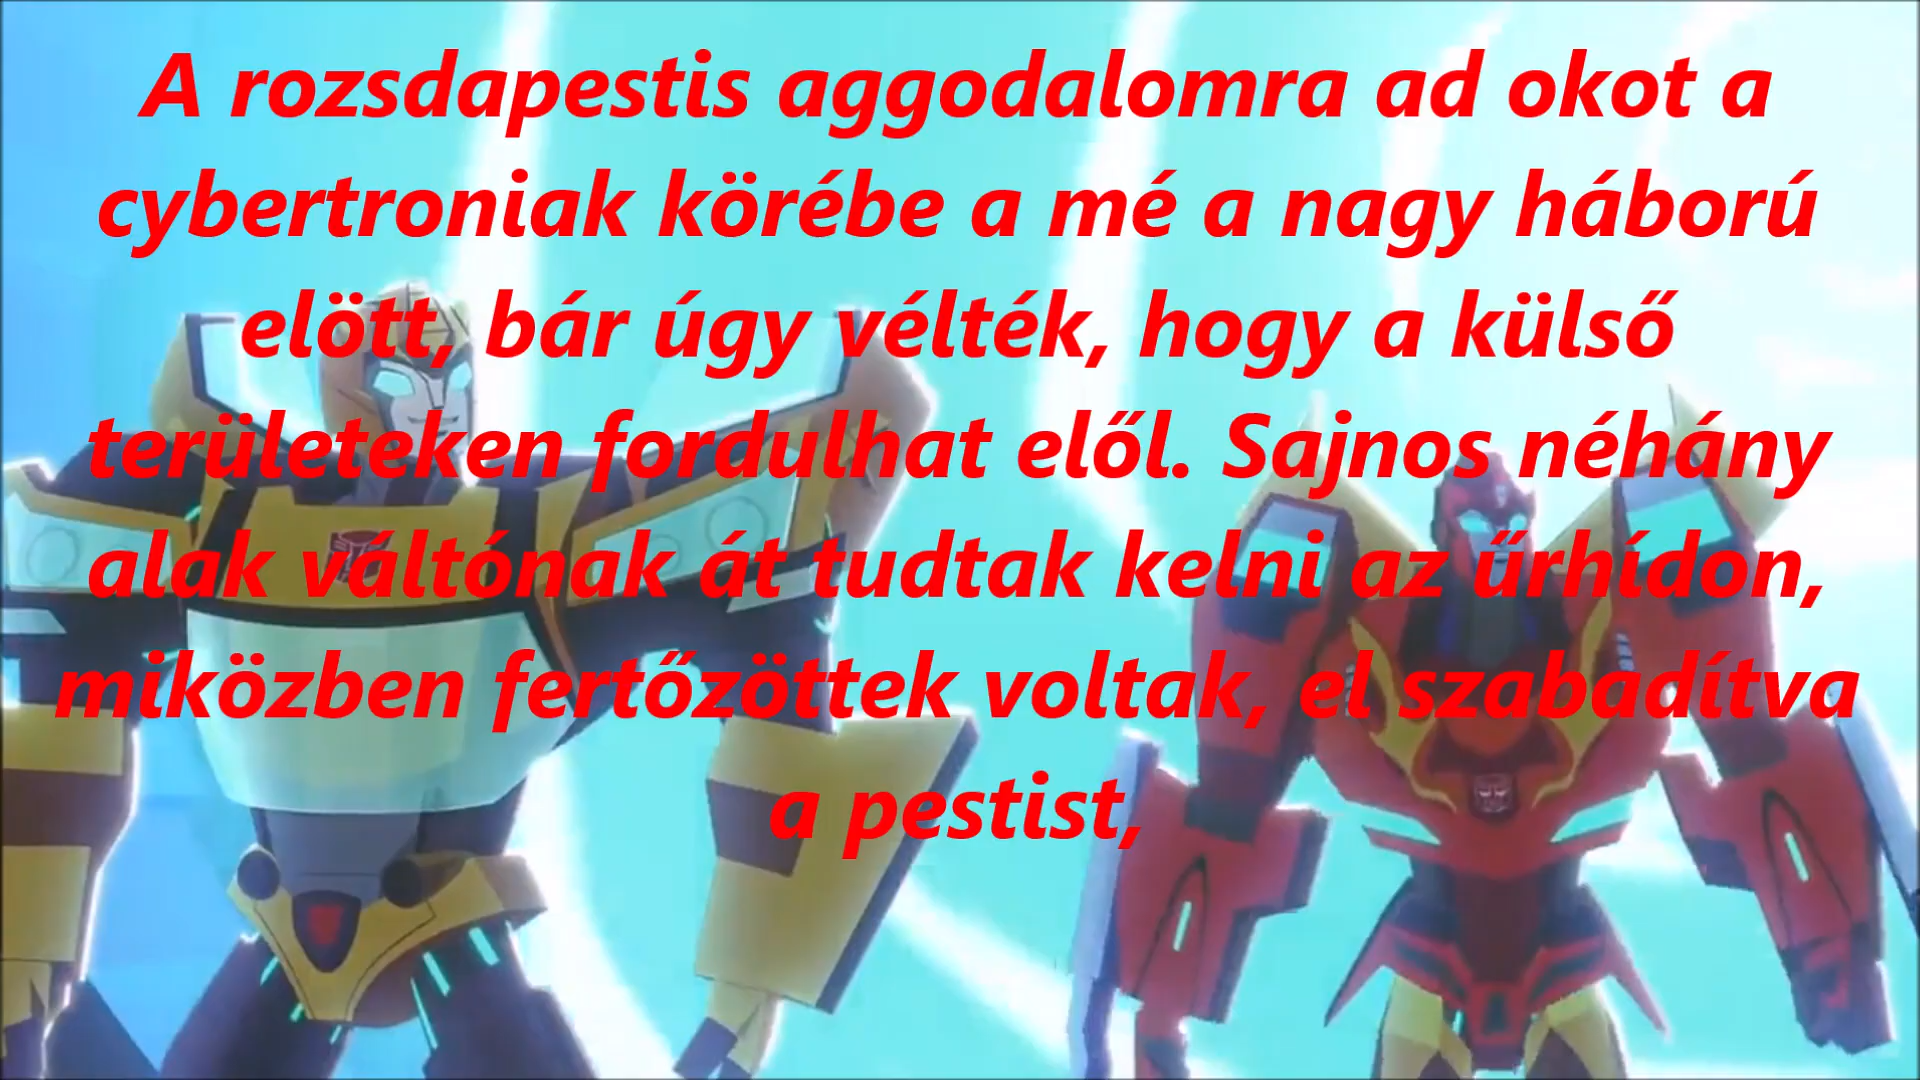 A rozsdapestis aggodalomra ad okot a
cybertroniak körébe a mé a nagy háború
elött, bár úgy vélték, hogy a külső
területeken fordulhat elől. Sajnos néhány
alak váltónak át tudtak kelni az űrhídon,
miközben fertőzöttek voltak, el szabadítva
a pestist,